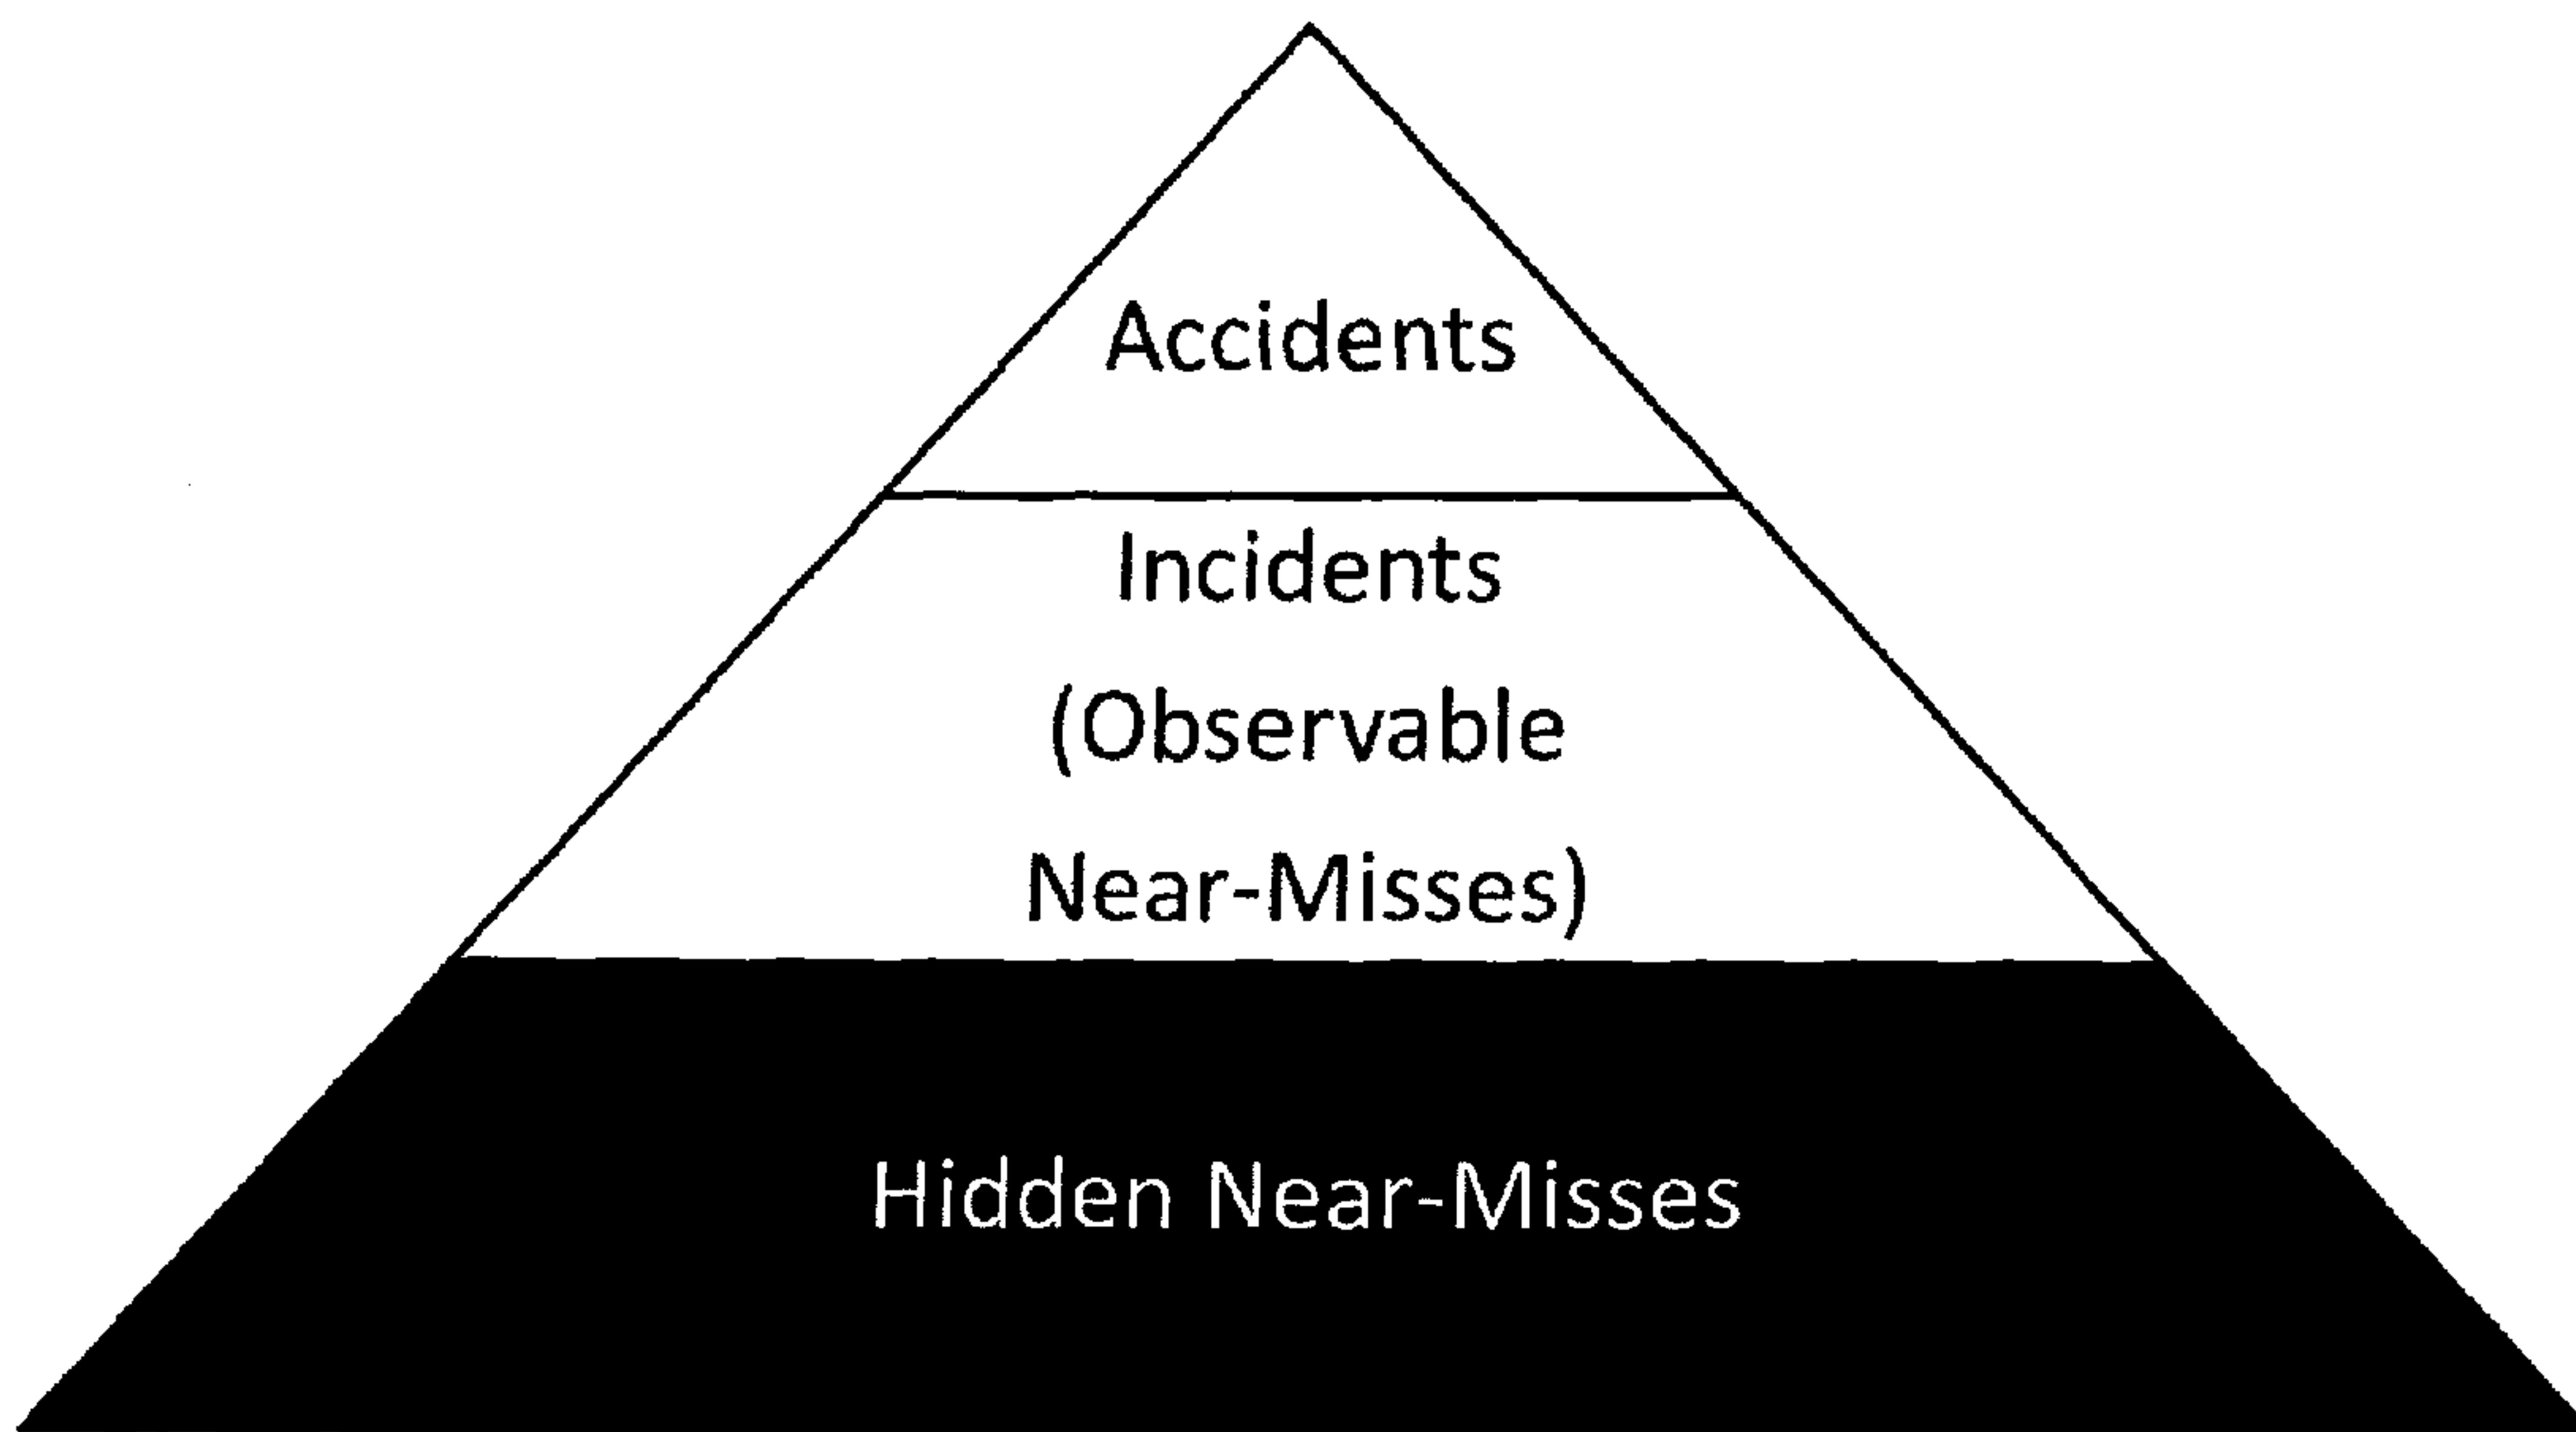 Accidents
Incidents
(Observable
Near-Misses)
Hidden Near-Misses